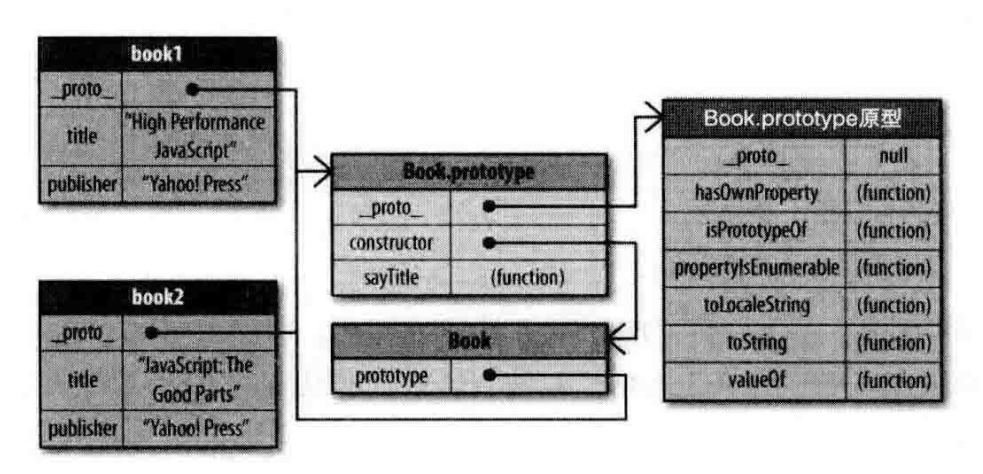 book1
_proto_
title "High Performance
JavaScript"
publisher "Yahoo! Press"
book2
_proto_
title "JavaScript: The
Good Parts"
publisher "Yahoo! Press"
Book.prototype
_proto_
constructor
sayTitle (function)
Book
prototype
Book.prototype原型
_proto_ null
hasOwnProperty (function)
isPrototypeOf (function)
propertyIsEnumerable (function)
toLocaleString (function)
toString (function)
valueOf (function)